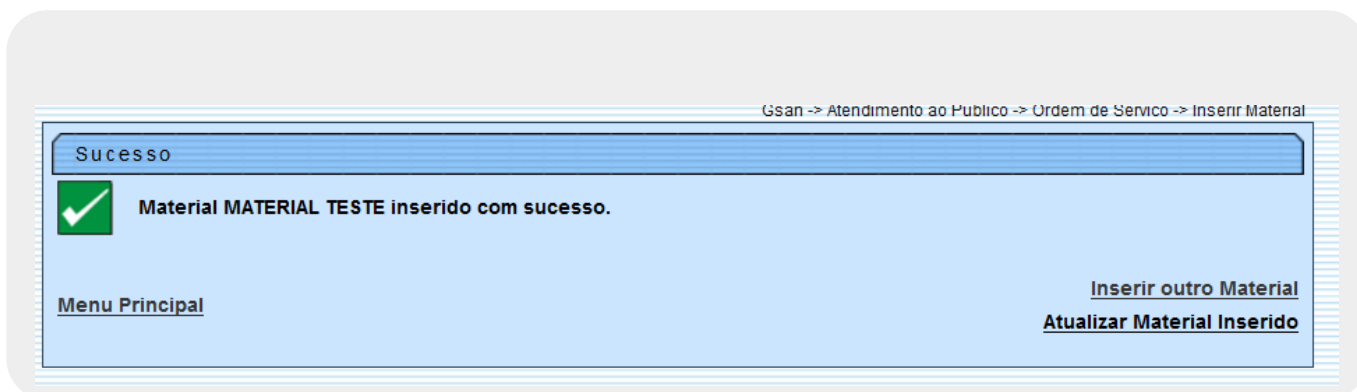 Gsan -> Atendimento ao Publico -> Ordem de Servico -> Inserir Material
Sucesso
Material MATERIAL TESTE inserido com sucesso.
Inserir outro Material
Menu Principal
Atualizar Material Inserido